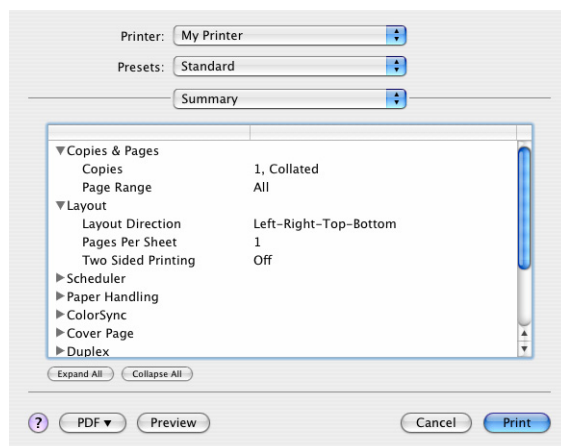 Printer: My Printer
Presets: Standard
Summary
Copies & Pages
Copies 1, Collated
Page Range All
Layout
Layout Direction Left-Right-Top-Bottom
Pages Per Sheet 1
Two Sided Printing Off
Scheduler
Paper Handling
ColorSync
Cover Page
Duplex
Expand All Collapse All
? PDF Preview Cancel Print